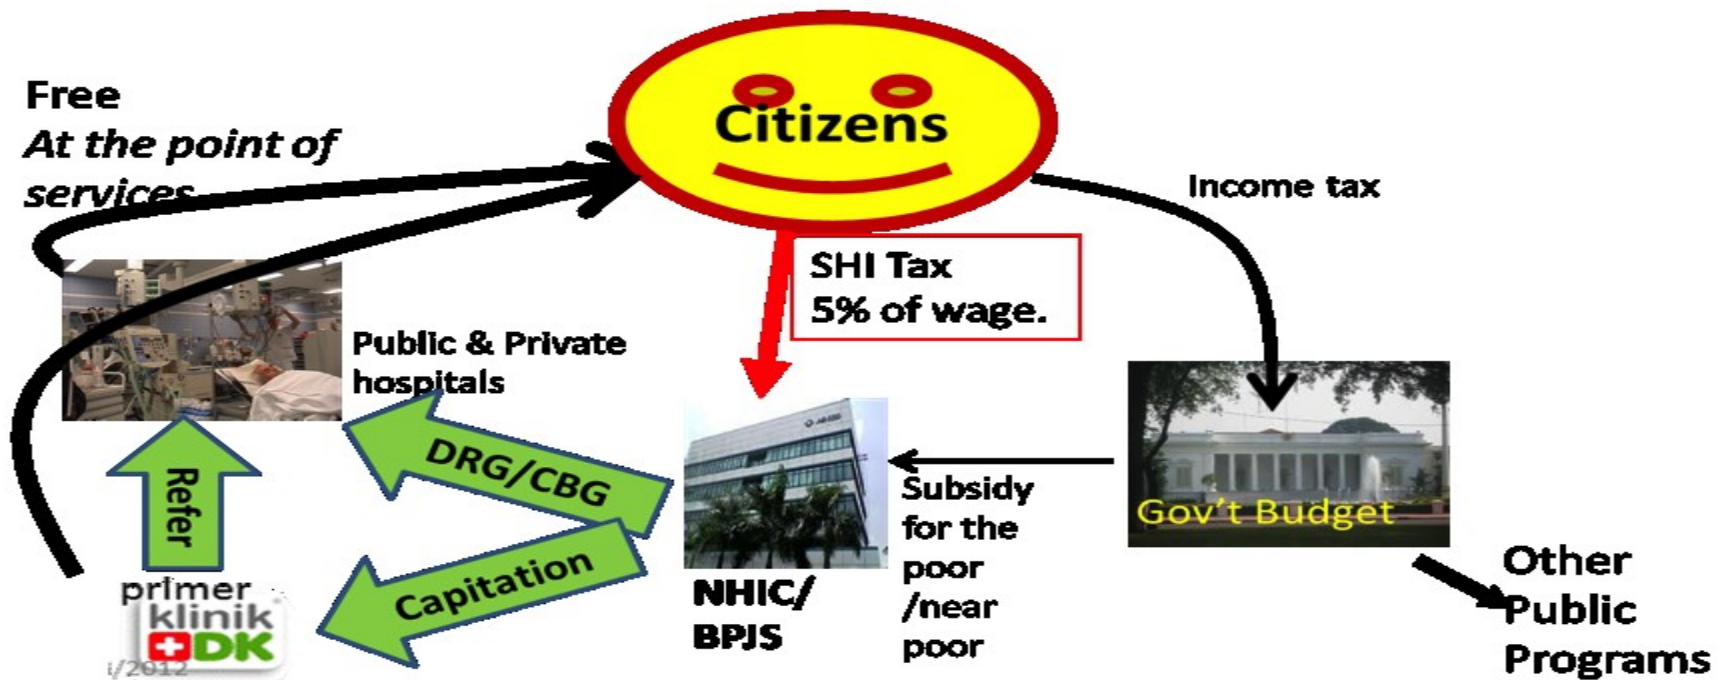 Free
At the point of
services
Citizens
Income tax
SHI Tax
5% of wage.
Public & Private
hospitals
DRG/CBG
Refer
Capitation
primer
klinik
DK
/2012
NHIC/
BPJS
Subsidy
for the
poor
/near
poor
Gov't Budget
Other
Public
Programs